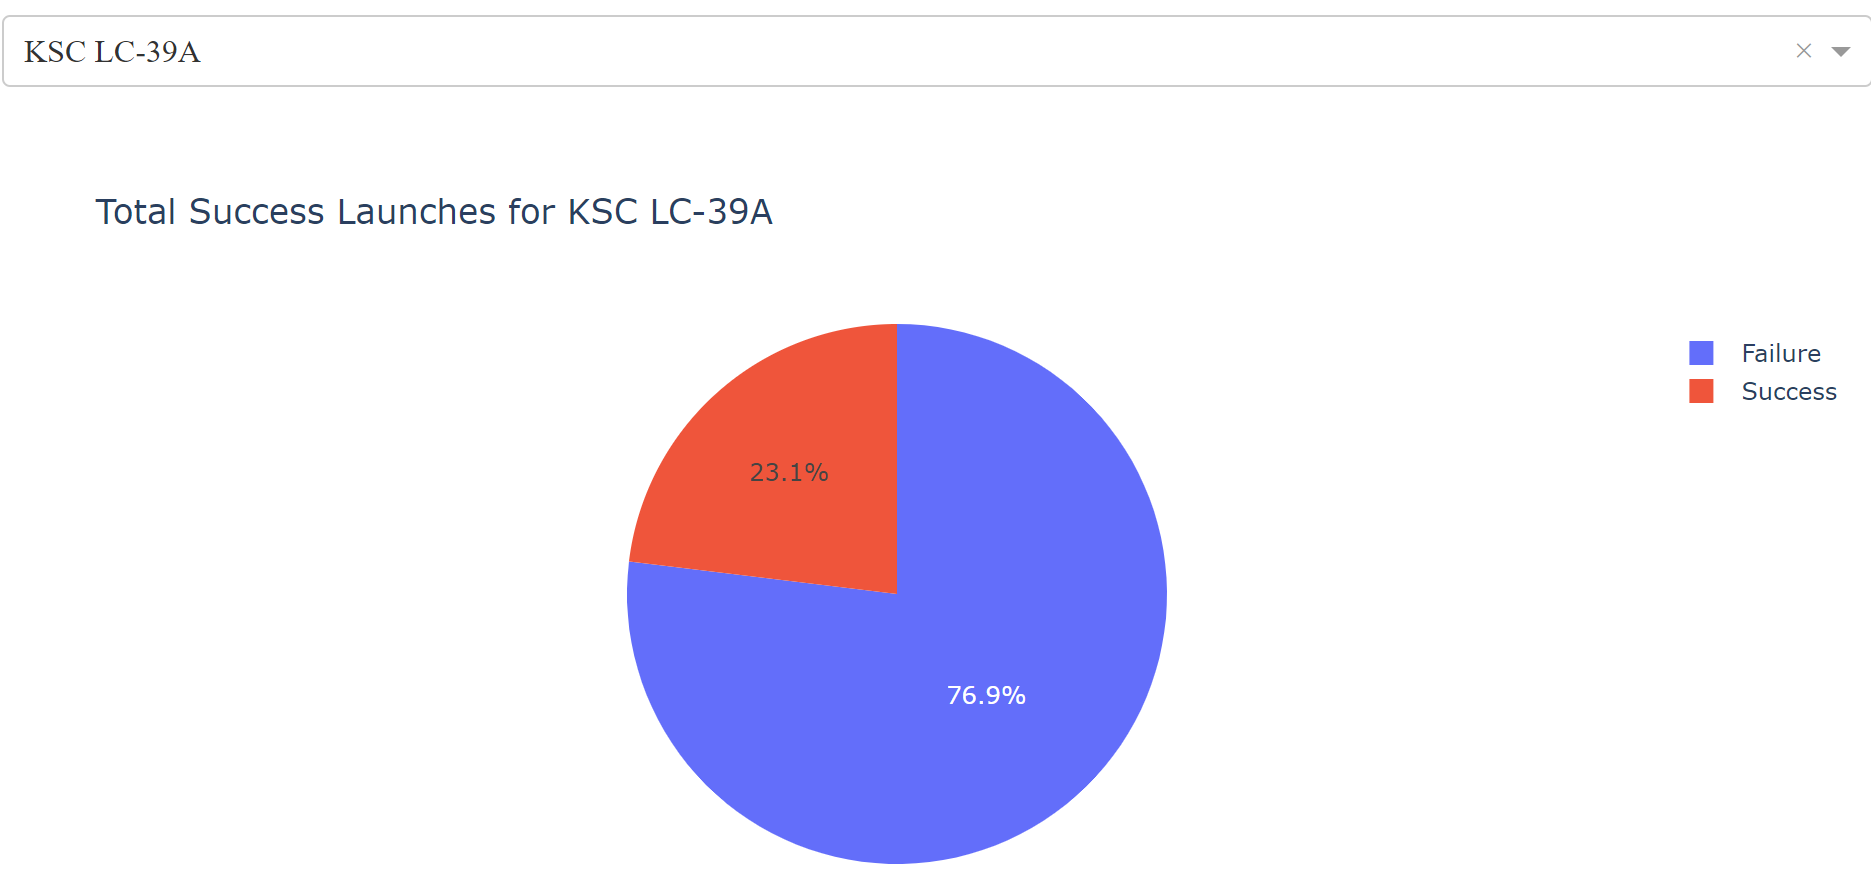 KSC LC-39A
Total Success Launches for KSC LC-39A
Failure
Success
23.1%
76.9%